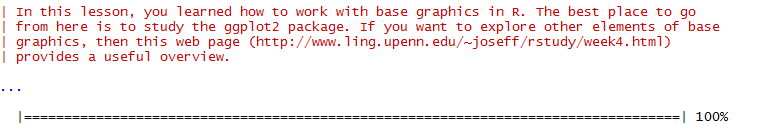 | In this lesson, you learned how to work with base graphics in R. The best place to go
| from here is to study the ggplot2 package. If you want to explore other elements of base
| graphics, then this web page (http://www.ling.upenn.edu/~joseff/rstudy/week4.html)
| provides a useful overview.
...
|==================================================================================| 100%